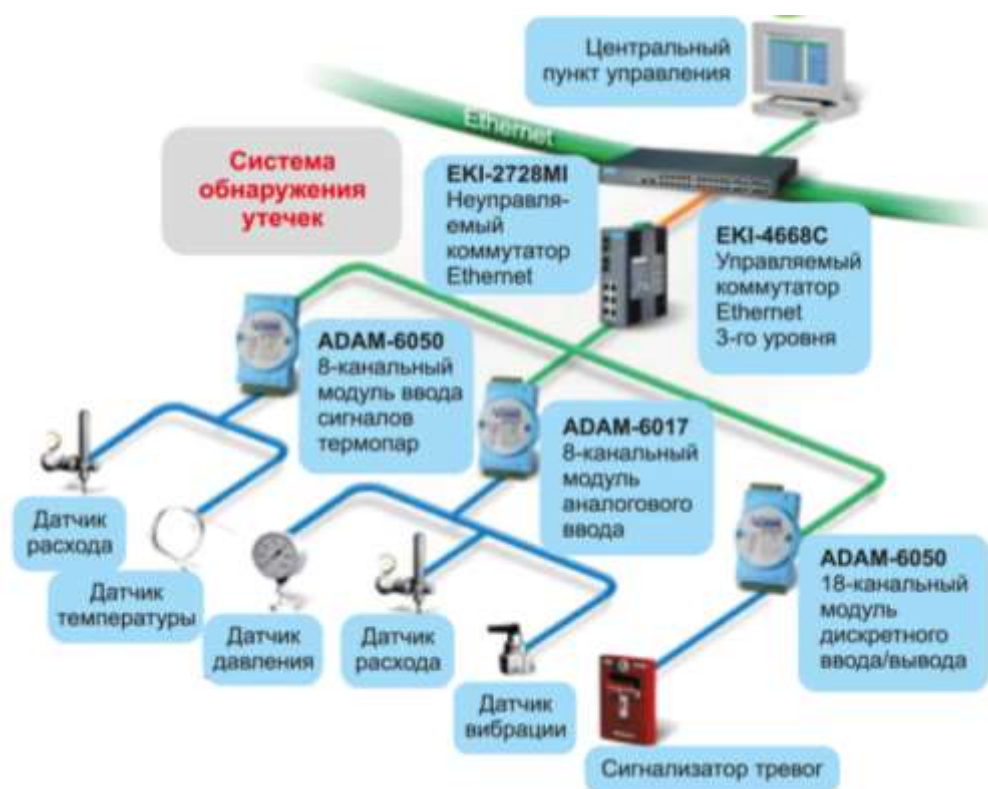 Центральный
пункт управления
Ethernet
Система
обнаружения
утечек
EKI-2728MI
Неуправля-
емый
коммутатор
Ethernet
EKI-4668C
Управляемый
коммутатор
Ethernet
3-го уровня
ADAM-6050
8-канальный
модуль ввода
сигналов
термопар
ADAM-6017
8-канальный
модуль
аналогового
ввода
ADAM-6050
18-канальный
модуль
дискретного
ввода/вывода
Датчик
расхода
Датчик
температуры
Датчик
давления
Датчик
расхода
Датчик
вибрации
Сигнализатор тревог